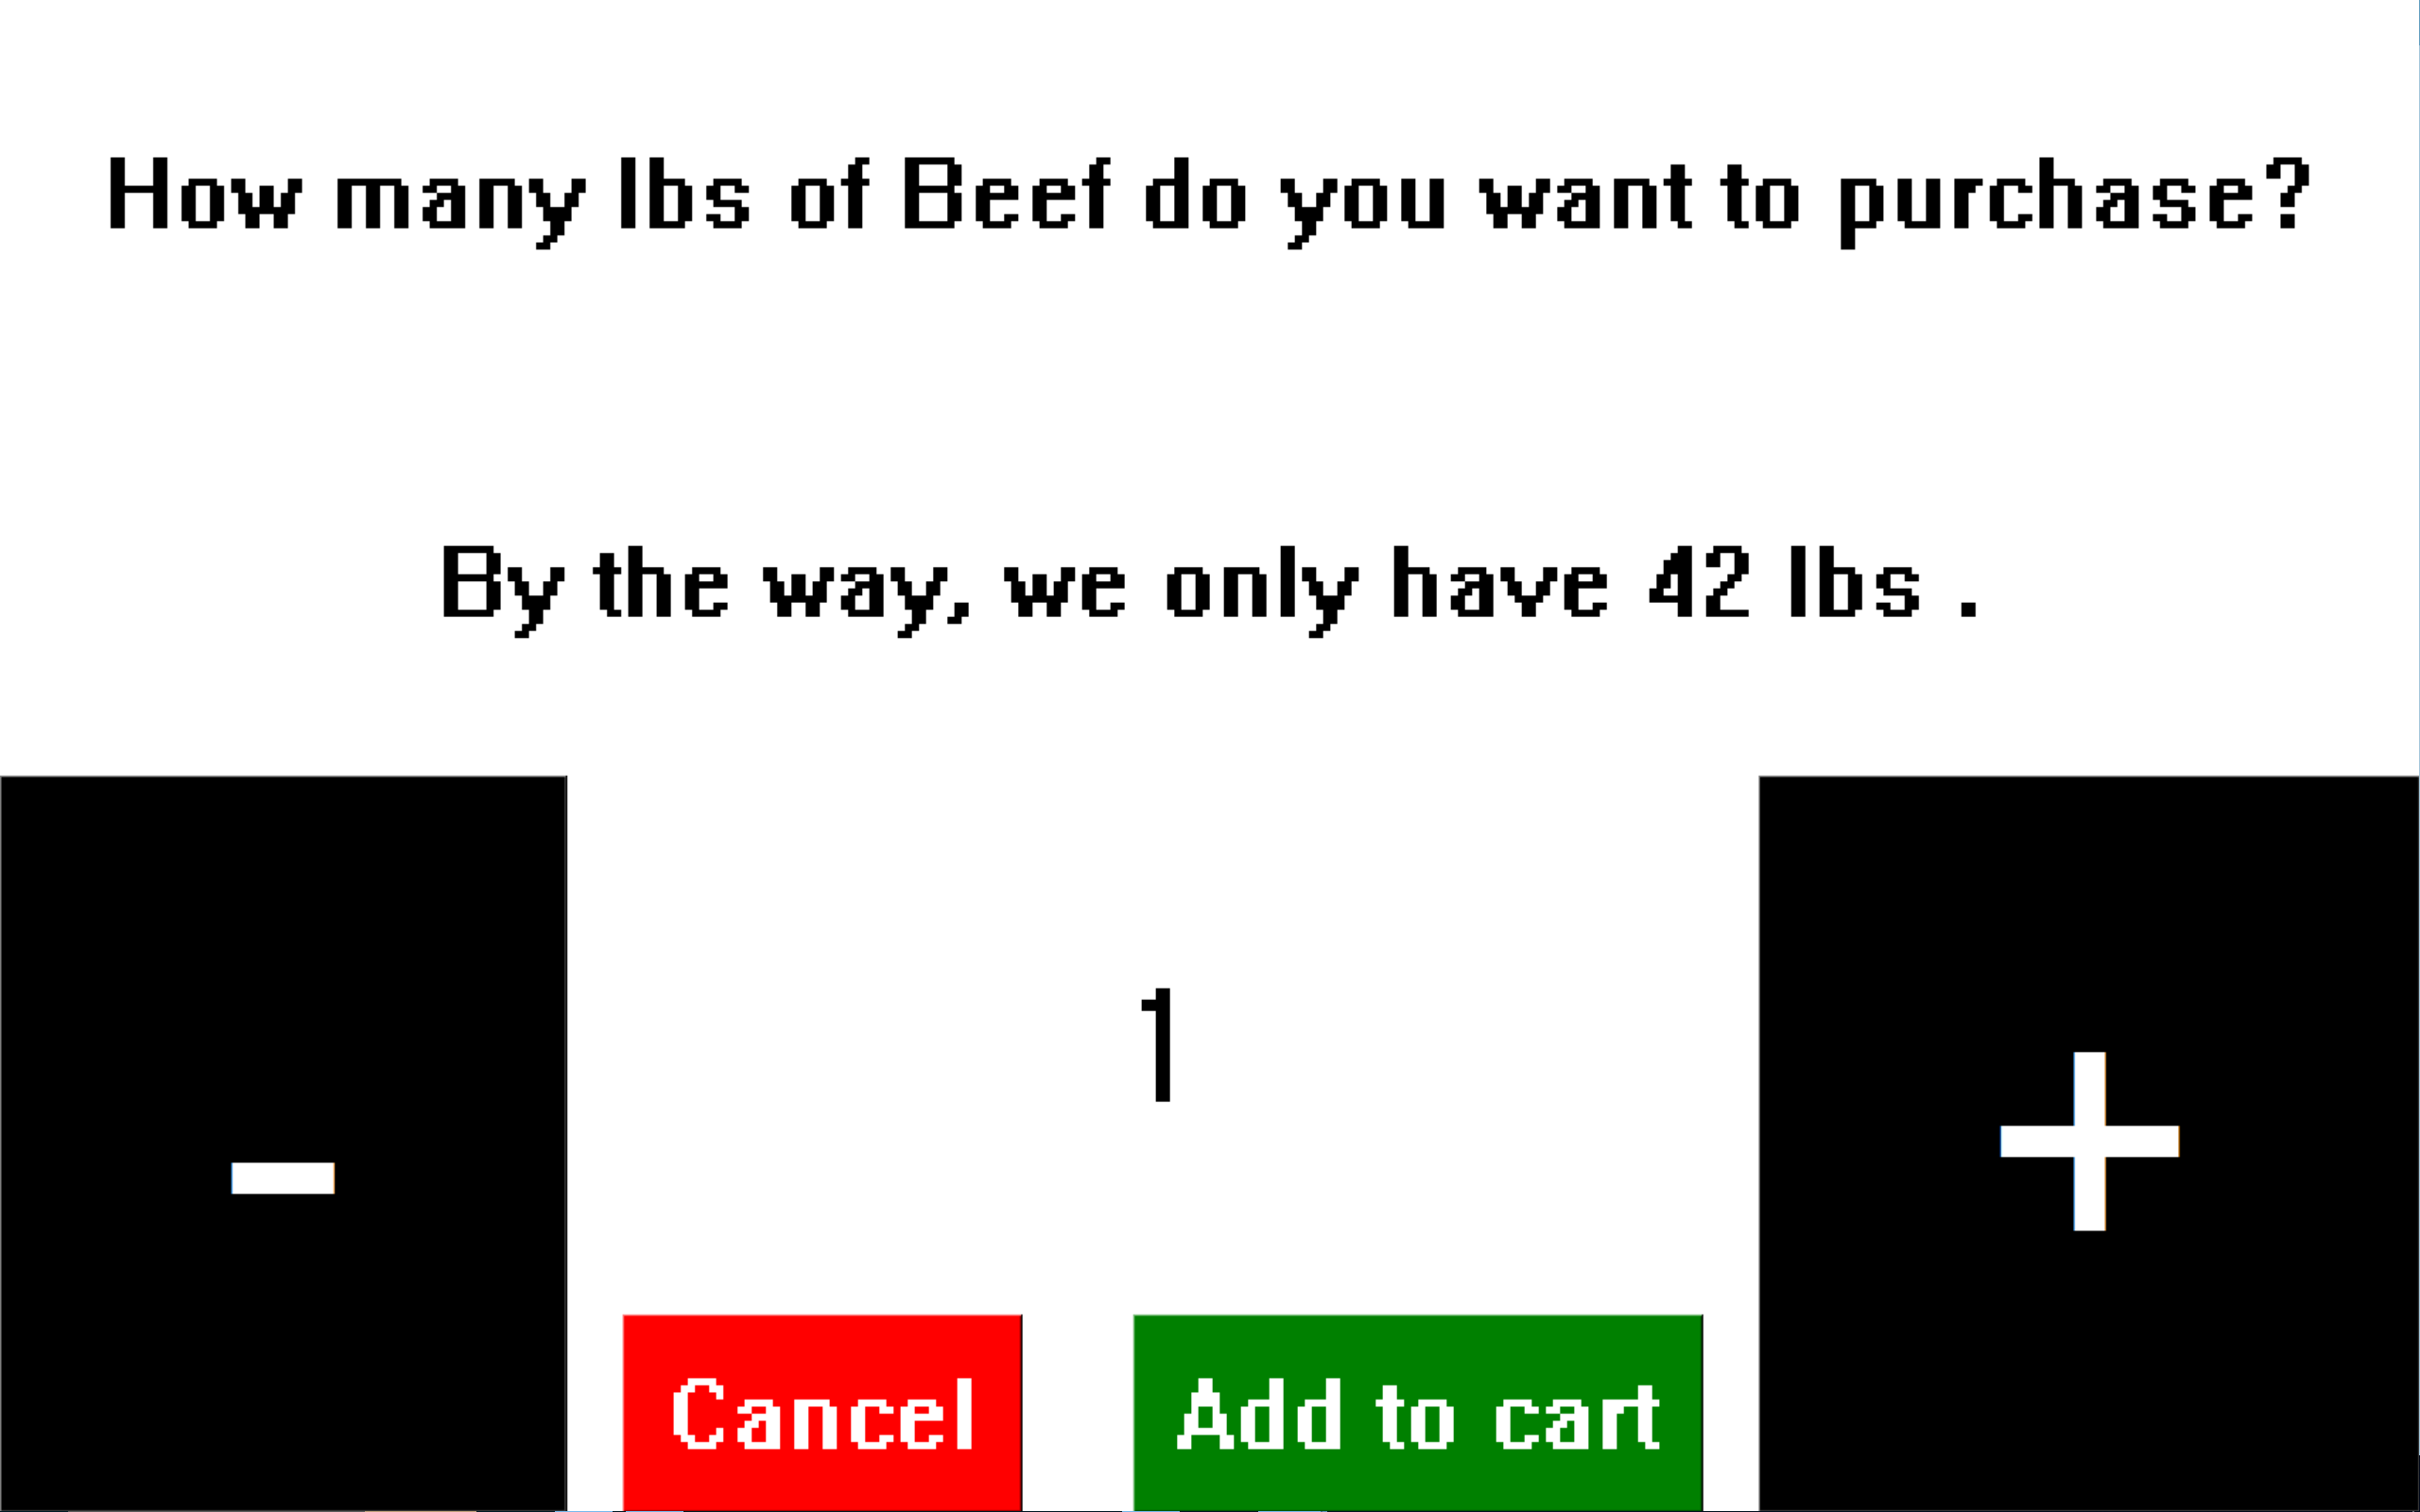 How many lbs of Beef do you want to purchase?
By the way, we only have 42 lbs .
- 1 +
Cancel Add to cart